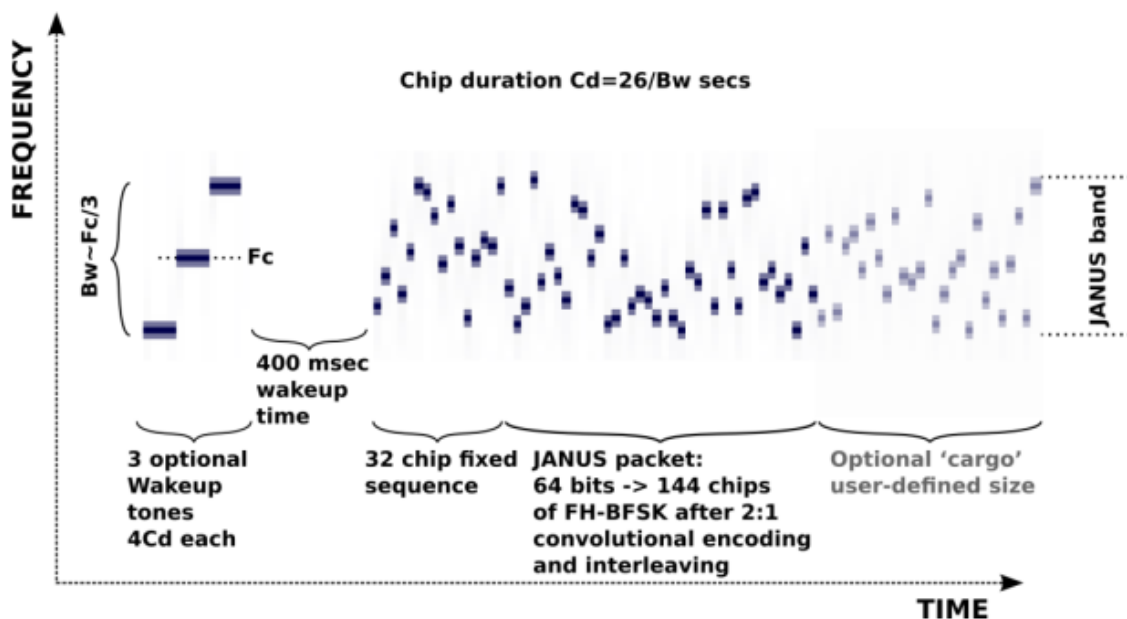 FREQUENCY
Chip duration Cd=26/Bw secs
Bw~Fc/3
Fc
JANUS band
400 msec
wakeup
time
3 optional
Wakeup
tones
4Cd each
32 chip fixed
sequence
JANUS packet:
64 bits -> 144 chips
of FH-BFSK after 2:1
convolutional encoding
and interleaving
Optional ‘cargo’
user-defined size
TIME